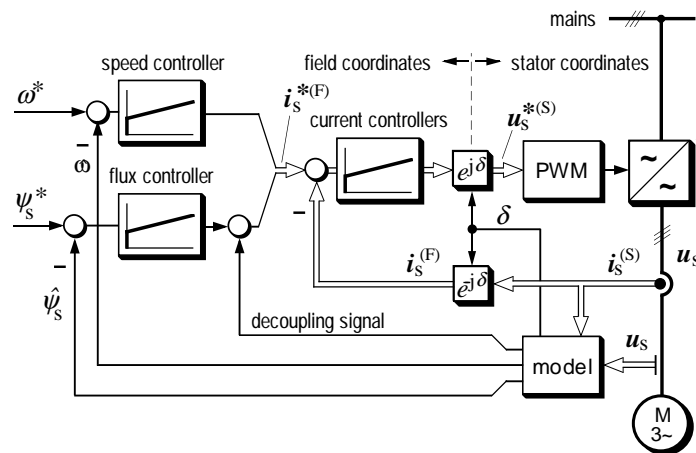 mains
speed controller
field coordinates
stator coordinates
ω*
i_S*(F)
current controllers
u_S*(S)
–
ω
flux controller
e^jδ
PWM
~
~
ψ_S*
–
δ
i_S(F)
i_S(S)
u_S
–
ψ̂_S
e^-jδ
decoupling signal
model
u_S
M
3~